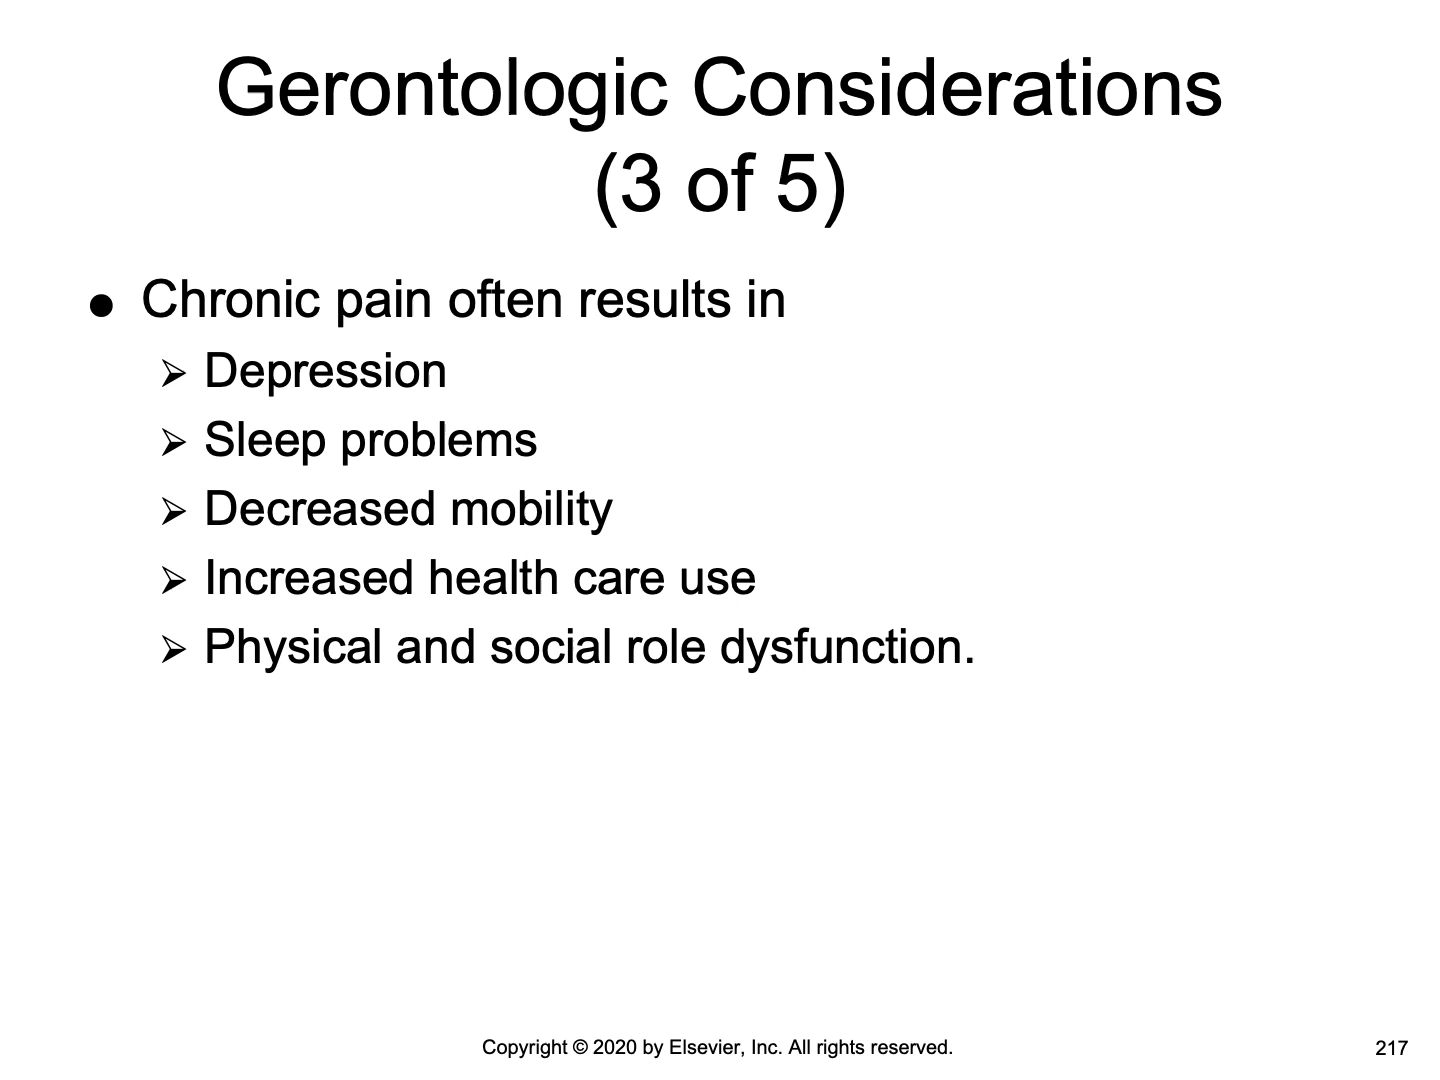 Gerontologic Considerations
(3 of 5)
● Chronic pain often results in
➢ Depression
➢ Sleep problems
➢ Decreased mobility
➢ Increased health care use
➢ Physical and social role dysfunction.
Copyright © 2020 by Elsevier, Inc. All rights reserved.
217